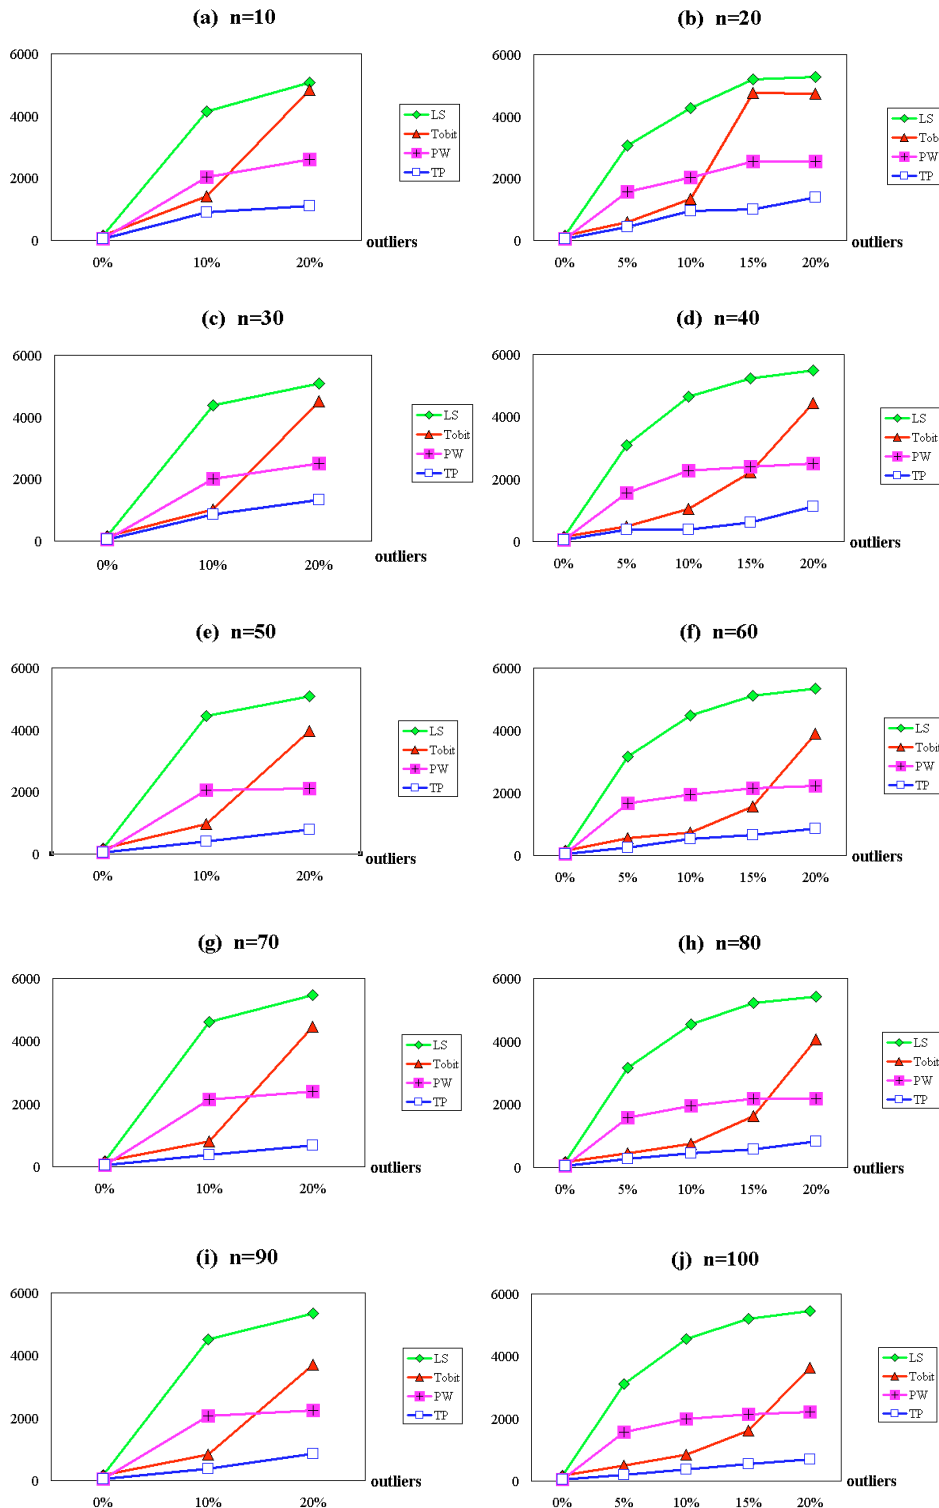 (a) n=10
6000
4000
2000
0
0% 10% 20%
outliers
LS
Tobit
PW
TP
(b) n=20
6000
4000
2000
0
0% 5% 10% 15% 20%
outliers
LS
Tob
PW
TP
(c) n=30
6000
4000
2000
0
0% 10% 20%
outliers
LS
Tobit
PW
TP
(d) n=40
6000
4000
2000
0
0% 5% 10% 15% 20%
outliers
LS
Tobit
PW
TP
(e) n=50
6000
4000
2000
0
0% 10% 20%
outliers
LS
Tobit
PW
TP
(f) n=60
6000
4000
2000
0
0% 5% 10% 15% 20%
outliers
LS
Tobit
PW
TP
(g) n=70
6000
4000
2000
0
0% 10% 20%
outliers
LS
Tobit
PW
TP
(h) n=80
6000
4000
2000
0
0% 5% 10% 15% 20%
outliers
LS
Tobit
PW
TP
(i) n=90
6000
4000
2000
0
0% 10% 20%
outliers
LS
Tobit
PW
TP
(j) n=100
6000
4000
2000
0
0% 5% 10% 15% 20%
outliers
LS
Tobit
PW
TP